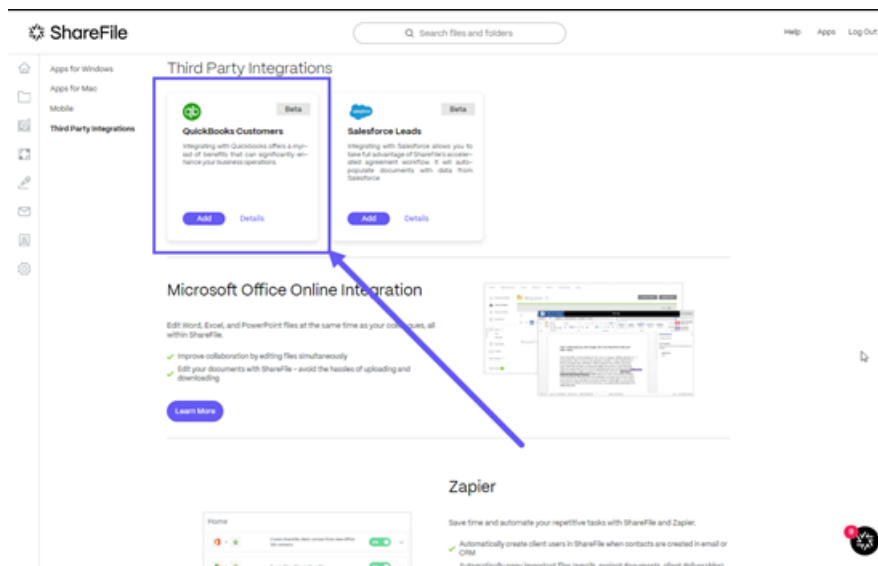 ShareFile
Search files and folders
Help Apps Log Out
Apps for Windows
Apps for Mac
Mobile
Third Party Integrations
Third Party Integrations
Beta
QuickBooks Customers
Integrating with Quickbooks offers a myr-
iad of benefits that can significantly en-
hance your business operations.
Add Details
Beta
Salesforce Leads
Integrating with Salesforce allows you to
take full advantage of ShareFile's acceler-
ated agreement workflow. It will auto-
populate documents with data from
Salesforce
Add Details
Microsoft Office Online Integration
Edit Word, Excel, and PowerPoint files at the same time as your colleagues, all
within ShareFile.
Improve collaboration by editing files simultaneously
Edit your documents with ShareFile – avoid the hassles of uploading and
downloading
Learn More
Zapier
Save time and automate your repetitive tasks with ShareFile and Zapier.
Automatically create client users in ShareFile when contacts are created in email or
CRM
Home